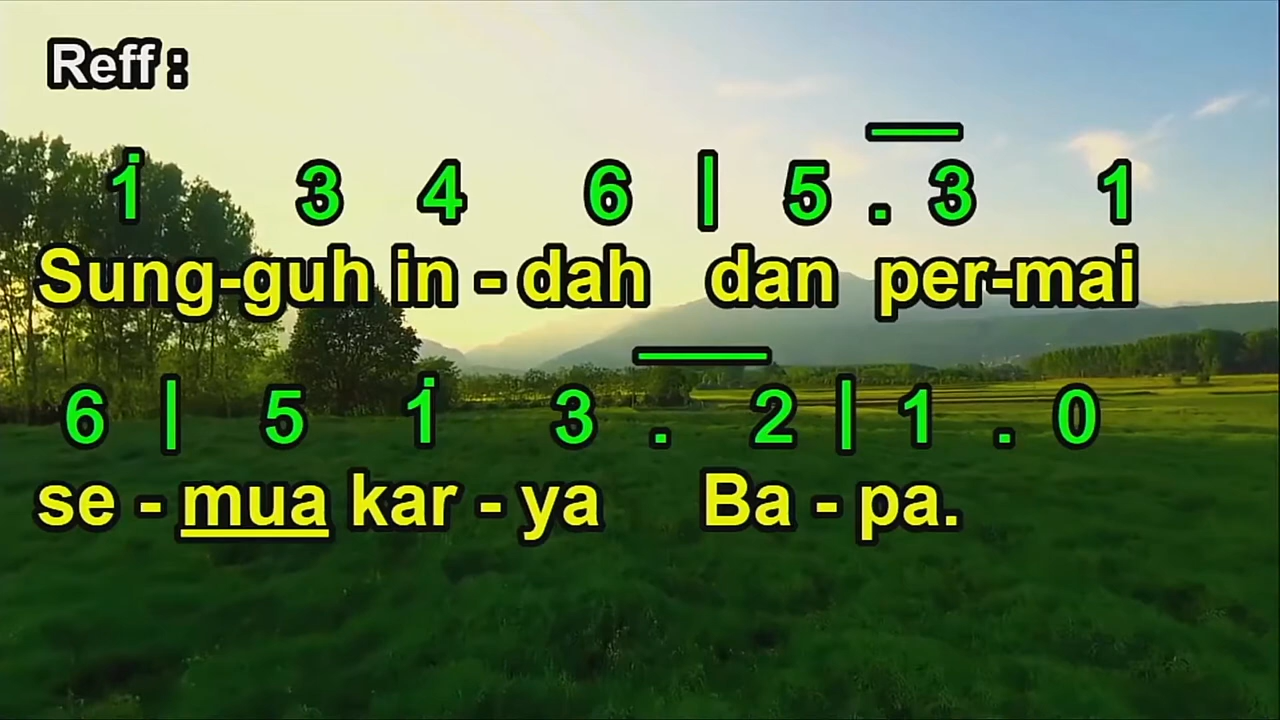 Reff :
1̇ 3 4 6 | 5 . 3 1
Sung-guh in - dah dan per-mai
6 | 5 1̇ 3 . 2 | 1 . 0
se - mua kar - ya Ba - pa.